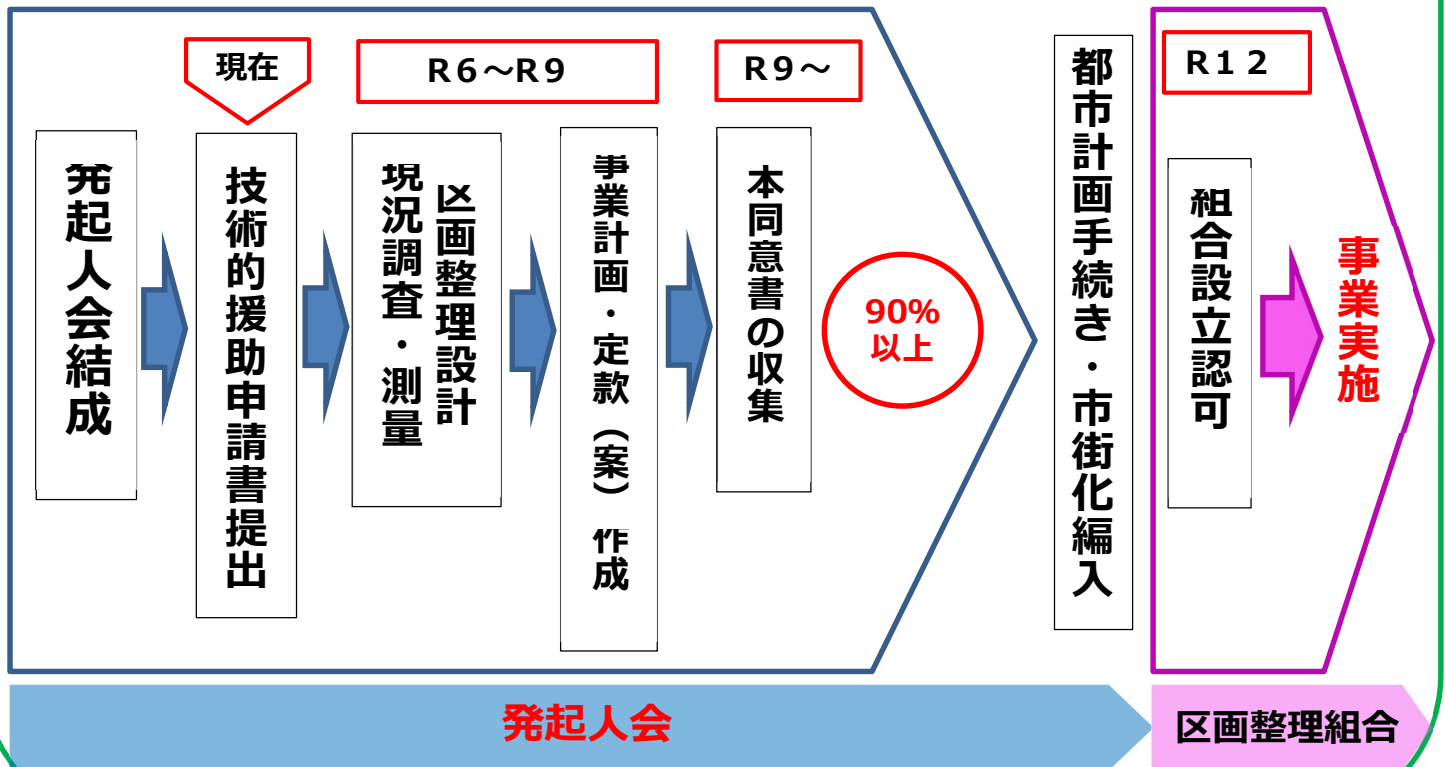 現在
R6~R9
R9~
R12
発起人会結成
技術的援助申請書提出
区画整理設計
現況調査・測量
事業計画・定款(案)作成
本同意書の収集
90%
以上
都市計画手続き・市街化編入
組合設立認可
事業実施
発起人会
区画整理組合